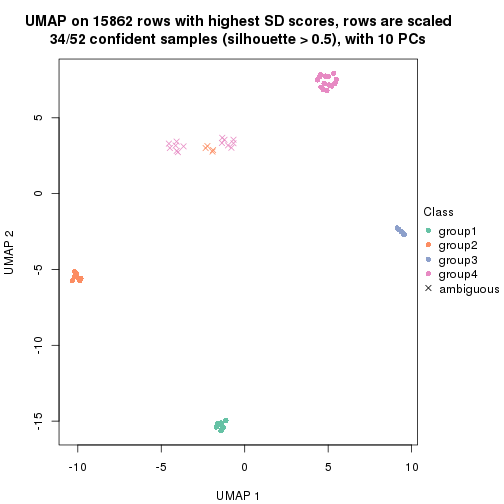 UMAP on 15862 rows with highest SD scores, rows are scaled
34/52 confident samples (silhouette > 0.5), with 10 PCs
5
0
-5
-10
-15
UMAP 2
-10
-5
0
5
10
UMAP 1
Class
group1
group2
group3
group4
ambiguous